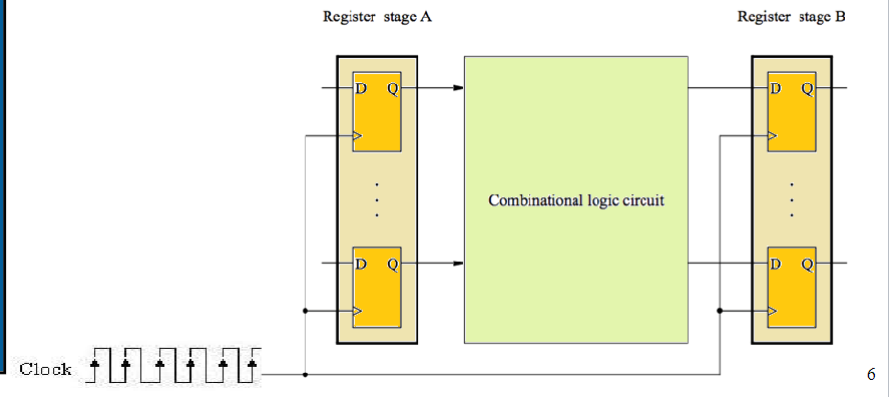 Register stage A
Register stage B
D Q
D Q
Combinational logic circuit
D Q
D Q
Clock
6